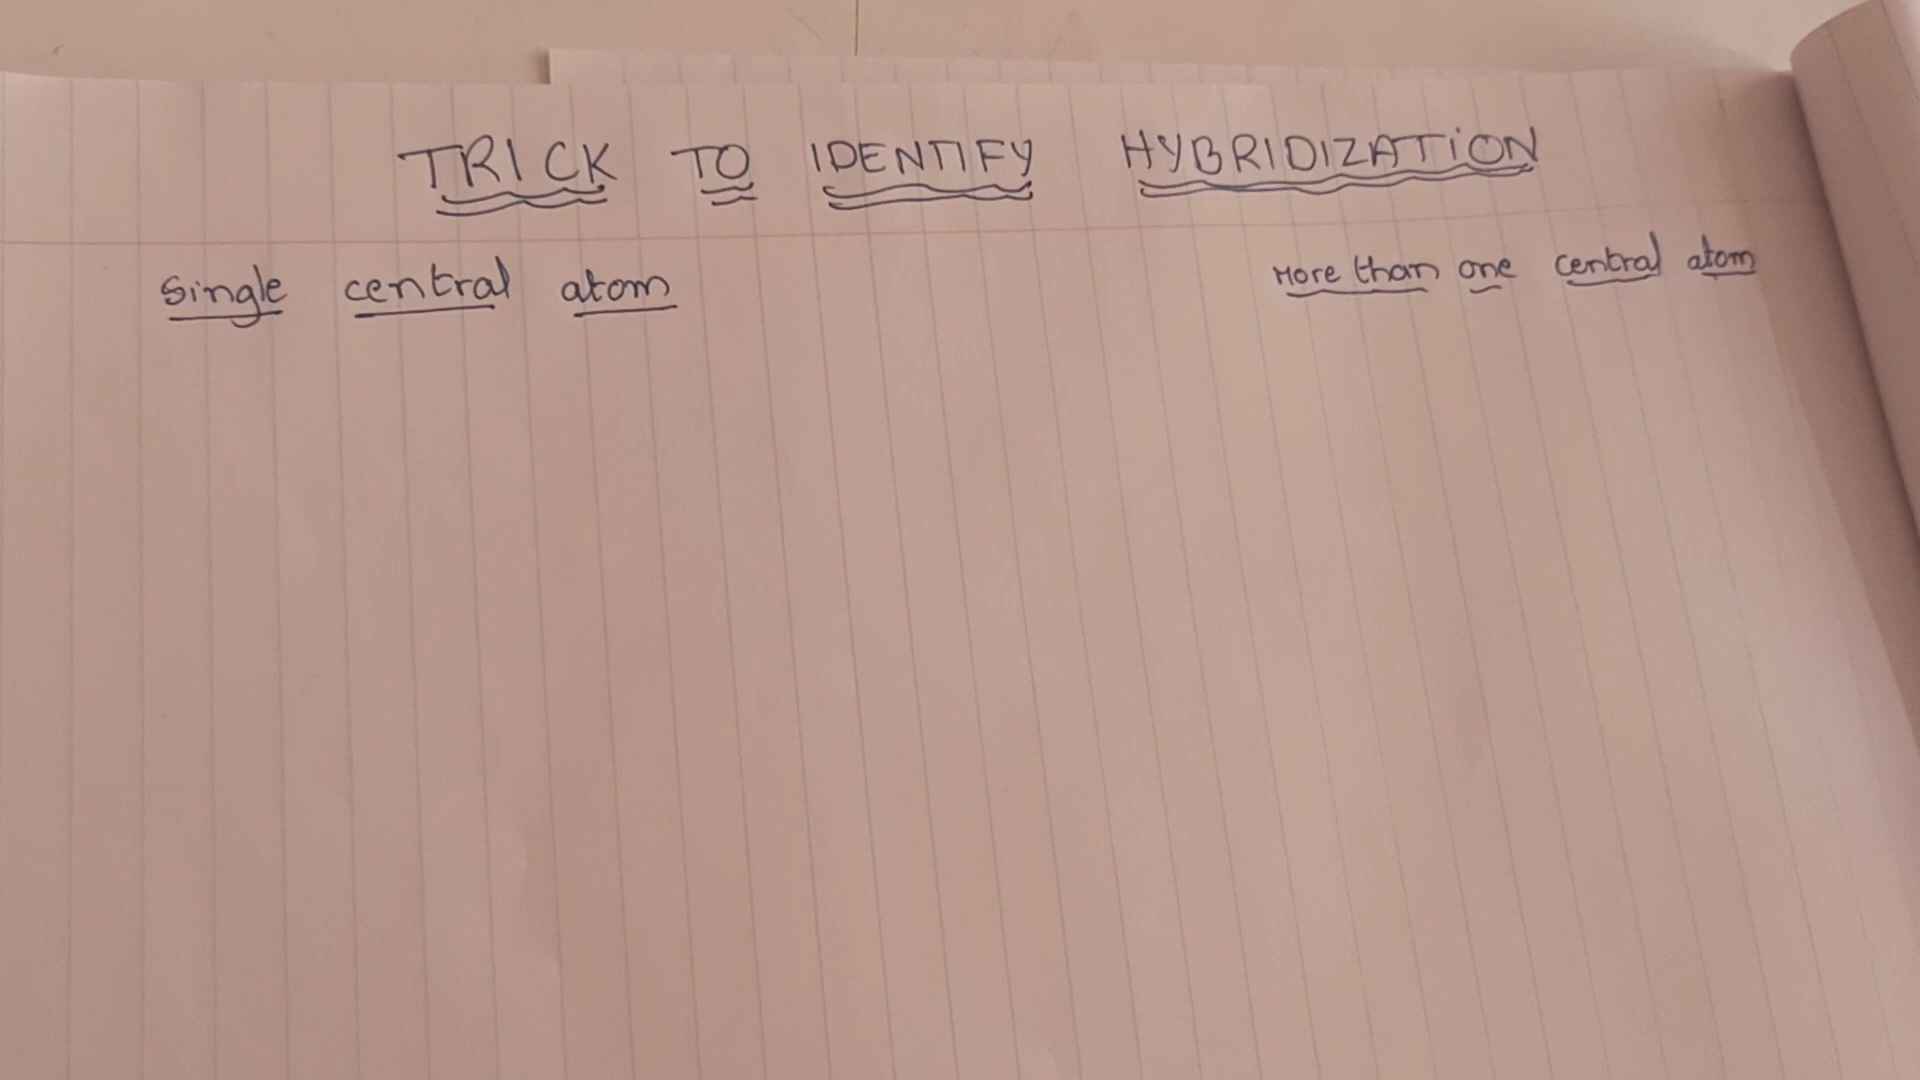 TRICK TO IDENTIFY HYBRIDIZATiON
Single central atom
More than one central atom